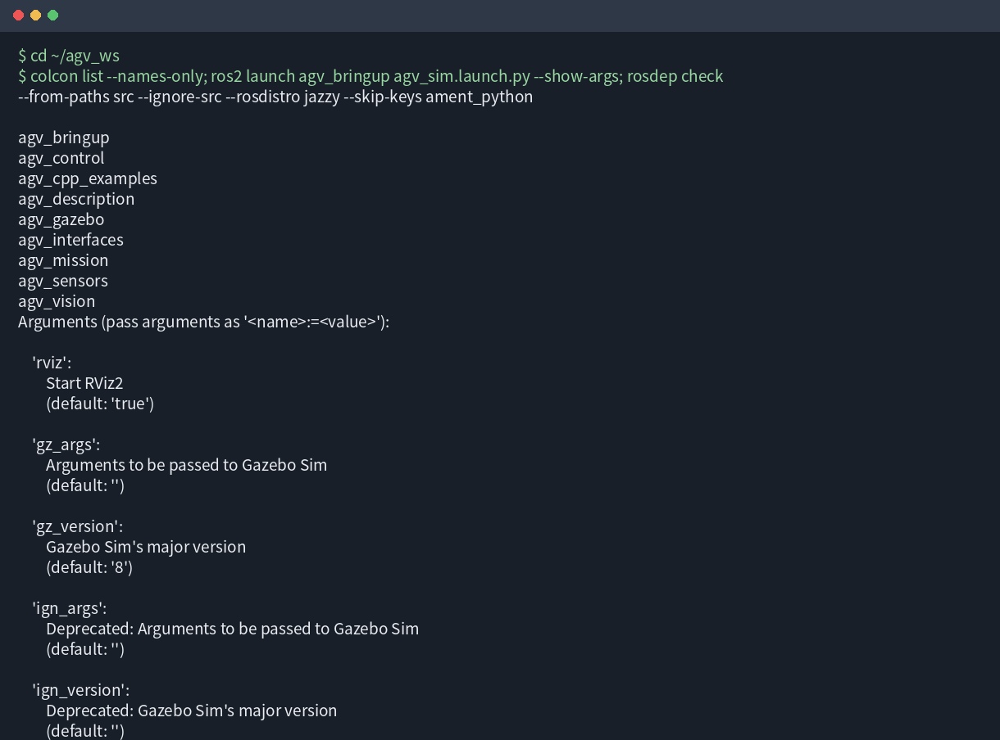 $ cd ~/agv_ws
$ colcon list --names-only; ros2 launch agv_bringup agv_sim.launch.py --show-args; rosdep check
--from-paths src --ignore-src --rosdistro jazzy --skip-keys ament_python
agv_bringup
agv_control
agv_cpp_examples
agv_description
agv_gazebo
agv_interfaces
agv_mission
agv_sensors
agv_vision
Arguments (pass arguments as '<name>:=<value>'):
'rviz':
Start RViz2
(default: 'true')
'gz_args':
Arguments to be passed to Gazebo Sim
(default: '')
'gz_version':
Gazebo Sim's major version
(default: '8')
'ign_args':
Deprecated: Arguments to be passed to Gazebo Sim
(default: '')
'ign_version':
Deprecated: Gazebo Sim's major version
(default: '')